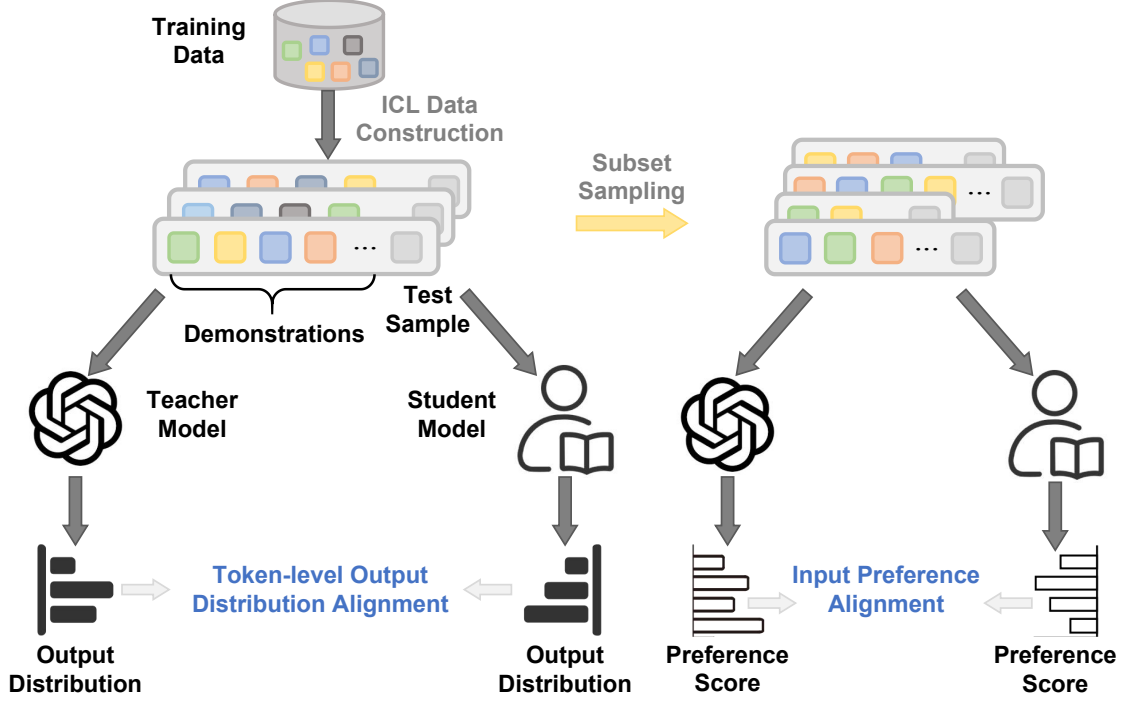 Training
Data
ICL Data
Construction
Subset
Sampling
...
...
...
Demonstrations
Test
Sample
Teacher
Model
Student
Model
Token-level Output
Distribution Alignment
Input Preference
Alignment
Output
Distribution
Output
Distribution
Preference
Score
Preference
Score